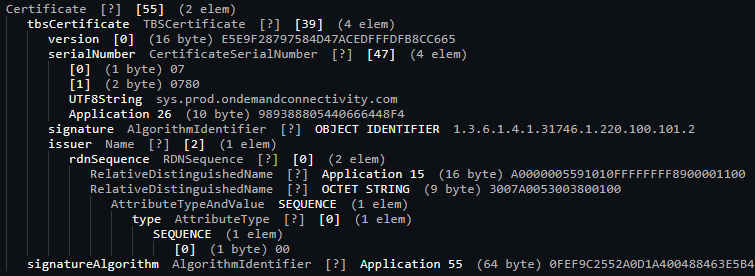 Certificate [?] [55] (2 elem)
tbsCertificate TBSCertificate [?] [39] (4 elem)
version [0] (16 byte) E5E9F28797584D47ACEDFFFDFB8CC665
serialNumber CertificateSerialNumber [?] [47] (4 elem)
[0] (1 byte) 07
[1] (2 byte) 0780
UTF8String sys.prod.ondemandconnectivity.com
Application 26 (10 byte) 989388805440666448F4
signature AlgorithmIdentifier [?] OBJECT IDENTIFIER 1.3.6.1.4.1.31746.1.220.100.101.2
issuer Name [?] [2] (1 elem)
rdnSequence RDNSequence [?] [0] (2 elem)
RelativeDistinguishedName [?] Application 15 (16 byte) A0000005591010FFFFFFFF8900001100
RelativeDistinguishedName [?] OCTET STRING (9 byte) 3007A0053003800100
AttributeTypeAndValue SEQUENCE (1 elem)
type AttributeType [?] [0] (1 elem)
SEQUENCE (1 elem)
[0] (1 byte) 00
signatureAlgorithm AlgorithmIdentifier [?] Application 55 (64 byte) 0FEF9C2552A0D1A400488463E5B4